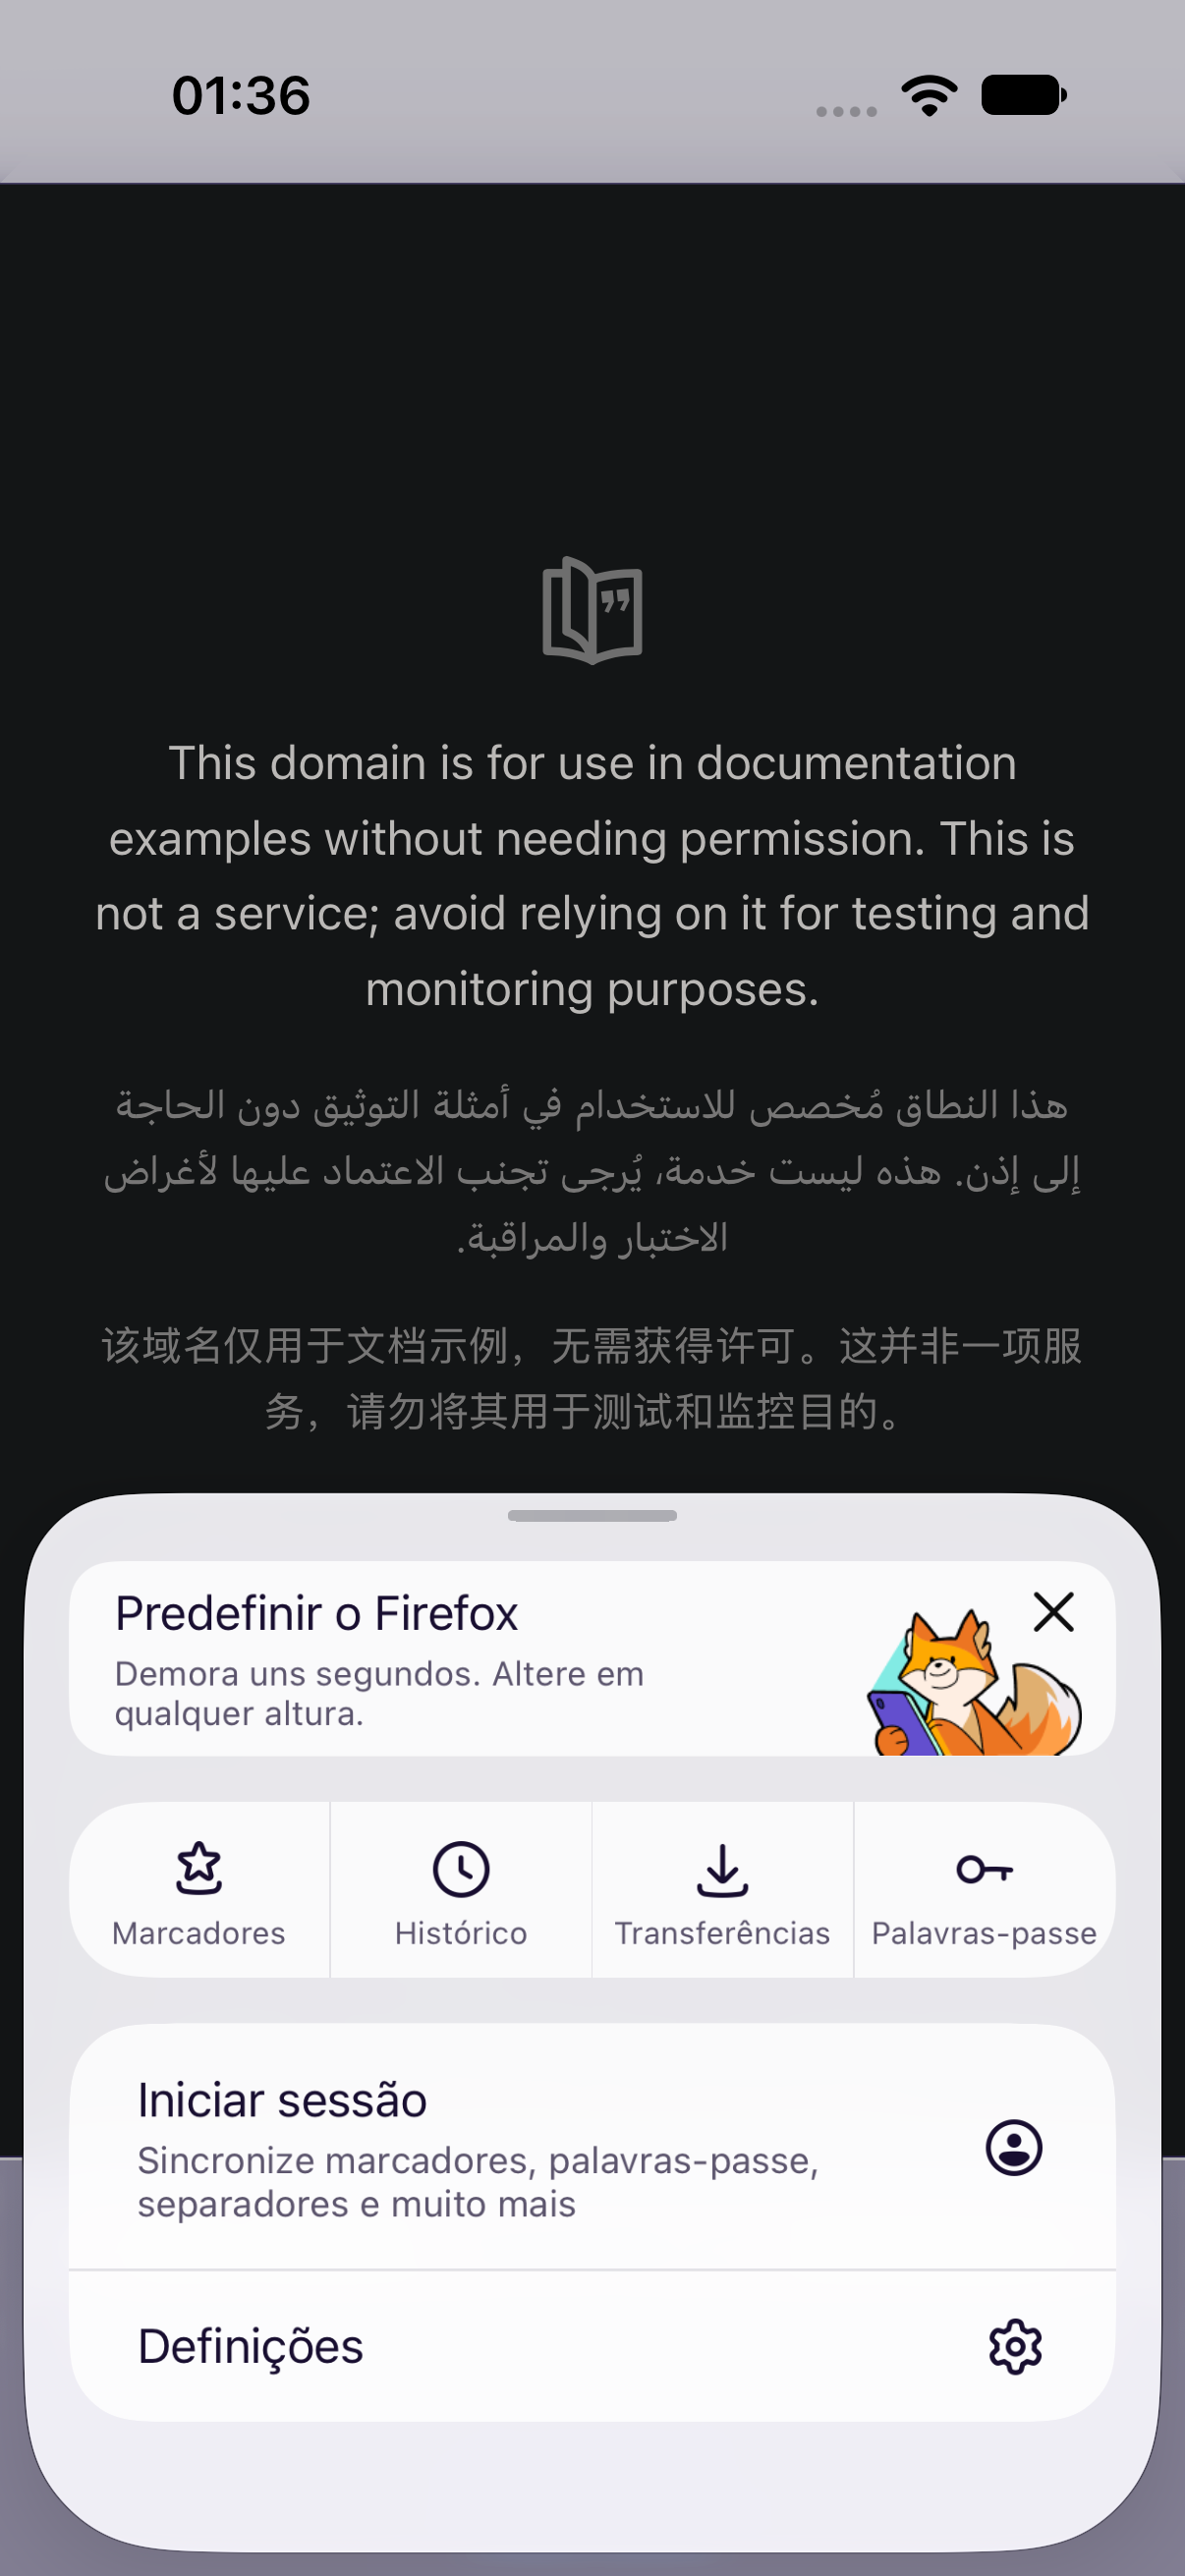 01:36
This domain is for use in documentation
examples without needing permission. This is
not a service; avoid relying on it for testing and
monitoring purposes.
هذا النطاق مُخصص للاستخدام في أمثلة التوثيق دون الحاجة
إلى إذن. هذه ليست خدمة، يُرجى تجنب الاعتماد عليها لأغراض
الاختبار والمراقبة.
该域名仅用于文档示例，无需获得许可。这并非一项服
务，请勿将其用于测试和监控目的。
Predefinir o Firefox
Demora uns segundos. Altere em
qualquer altura.
Marcadores
Histórico
Transferências
Palavras-passe
Iniciar sessão
Sincronize marcadores, palavras-passe,
separadores e muito mais
Definições